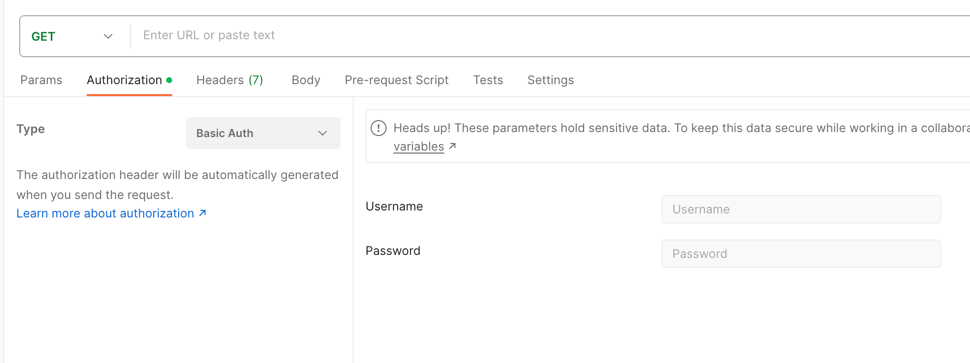 GET Enter URL or paste text
Params Authorization Headers (7) Body Pre-request Script Tests Settings
Type Basic Auth
The authorization header will be automatically generated
when you send the request.
Learn more about authorization ↗
Heads up! These parameters hold sensitive data. To keep this data secure while working in a collabora
variables ↗
Username Username
Password Password